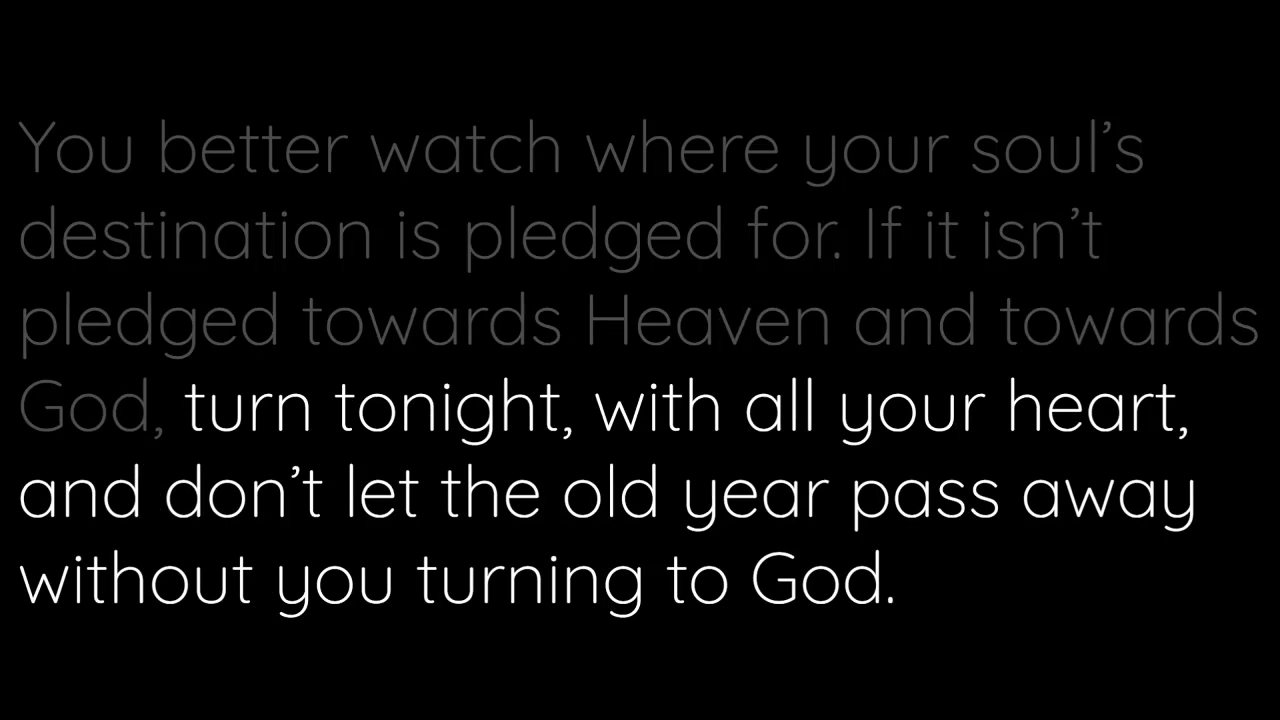 You better watch where your soul’s
destination is pledged for. If it isn’t
pledged towards Heaven and towards
God, turn tonight, with all your heart,
and don’t let the old year pass away
without you turning to God.